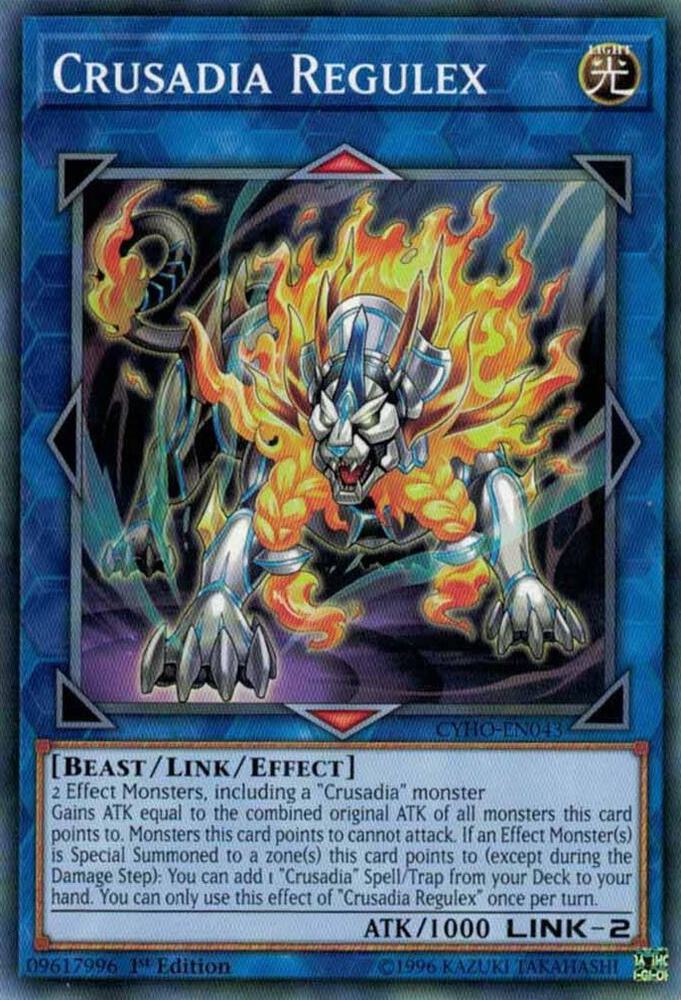 CRUSADIA REGULEX
LIGHT
光
CYHO-EN043
[BEAST/LINK/EFFECT]
2 Effect Monsters, including a "Crusadia" monster
Gains ATK equal to the combined original ATK of all monsters this card
points to. Monsters this card points to cannot attack. If an Effect Monster(s)
is Special Summoned to a zone(s) this card points to (except during the
Damage Step): You can add 1 "Crusadia" Spell/Trap from your Deck to your
hand. You can only use this effect of "Crusadia Regulex" once per turn.
ATK/1000 LINK-2
09617996 1st Edition ©1996 KAZUKI TAKAHASHI